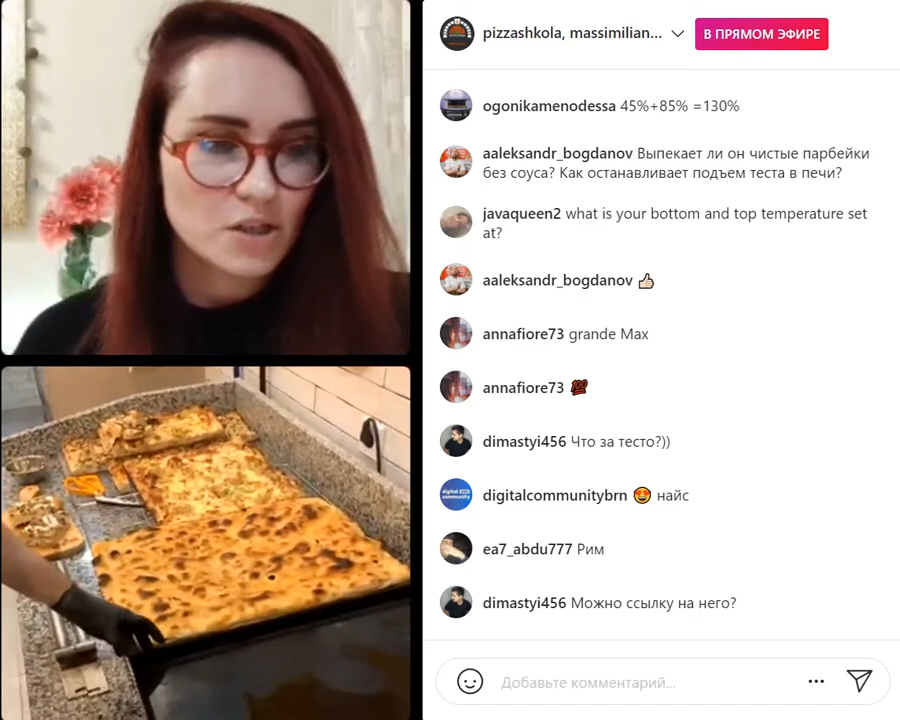 pizzashkola, massimilian...
В ПРЯМОМ ЭФИРЕ
ogonikamenodessa 45%+85% =130%
aaleksandr_bogdanov Выпекает ли он чистые парбейки
без соуса? Как останавливает подъем теста в печи?
javaqueen2 what is your bottom and top temperature set
at?
aaleksandr_bogdanov 👍🏻
annafiore73 grande Max
annafiore73 💯
dimastyi456 Что за тесто?))
digital
community
digitalcommunitybrn 😍 найс
ea7_abdu777 Рим
dimastyi456 Можно ссылку на него?
Добавьте комментарий...